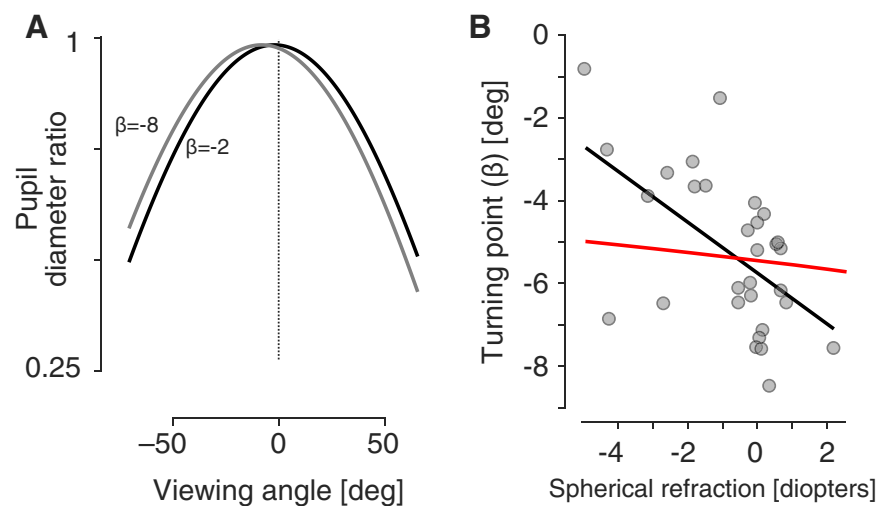 A
1
0.25
Pupil
diameter ratio
β=-8
β=-2
–50
0
50
Viewing angle [deg]
B
0
-2
-4
-6
-8
Turning point (β) [deg]
-4
-2
0
2
Spherical refraction [diopters]